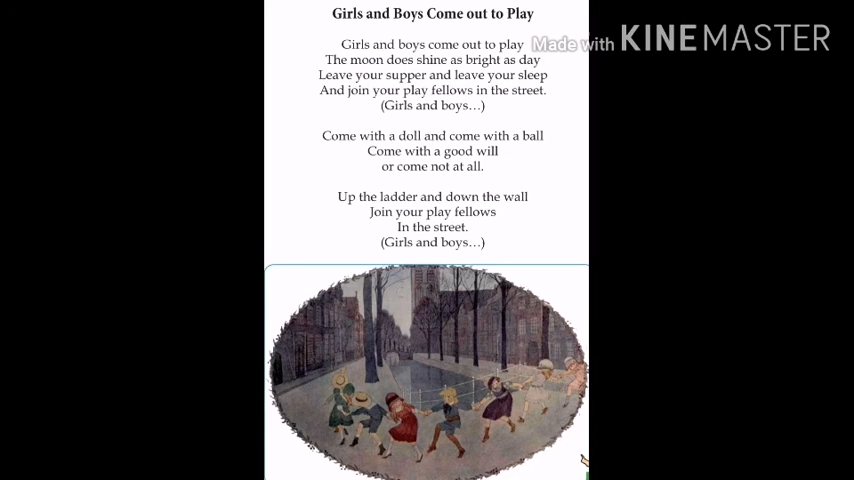 Girls and Boys Come out to Play
Girls and boys come out to play
The moon does shine as bright as day
Leave your supper and leave your sleep
And join your play fellows in the street.
(Girls and boys...)
Come with a doll and come with a ball
Come with a good will
or come not at all.
Up the ladder and down the wall
Join your play fellows
In the street.
(Girls and boys...)
Made with KINEMASTER